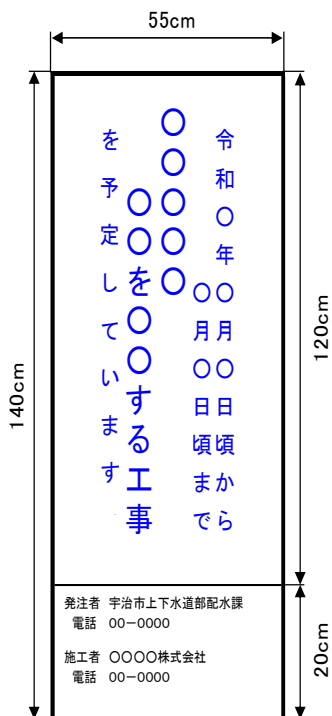 55cm
140cm
120cm
20cm
令和〇年〇月〇日頃から
〇月〇日頃まで
〇〇〇〇〇
〇〇を〇〇する工事
を予定しています
発注者 宇治市上下水道部配水課
電話 00−0000
施工者 〇〇〇〇株式会社
電話 00−0000